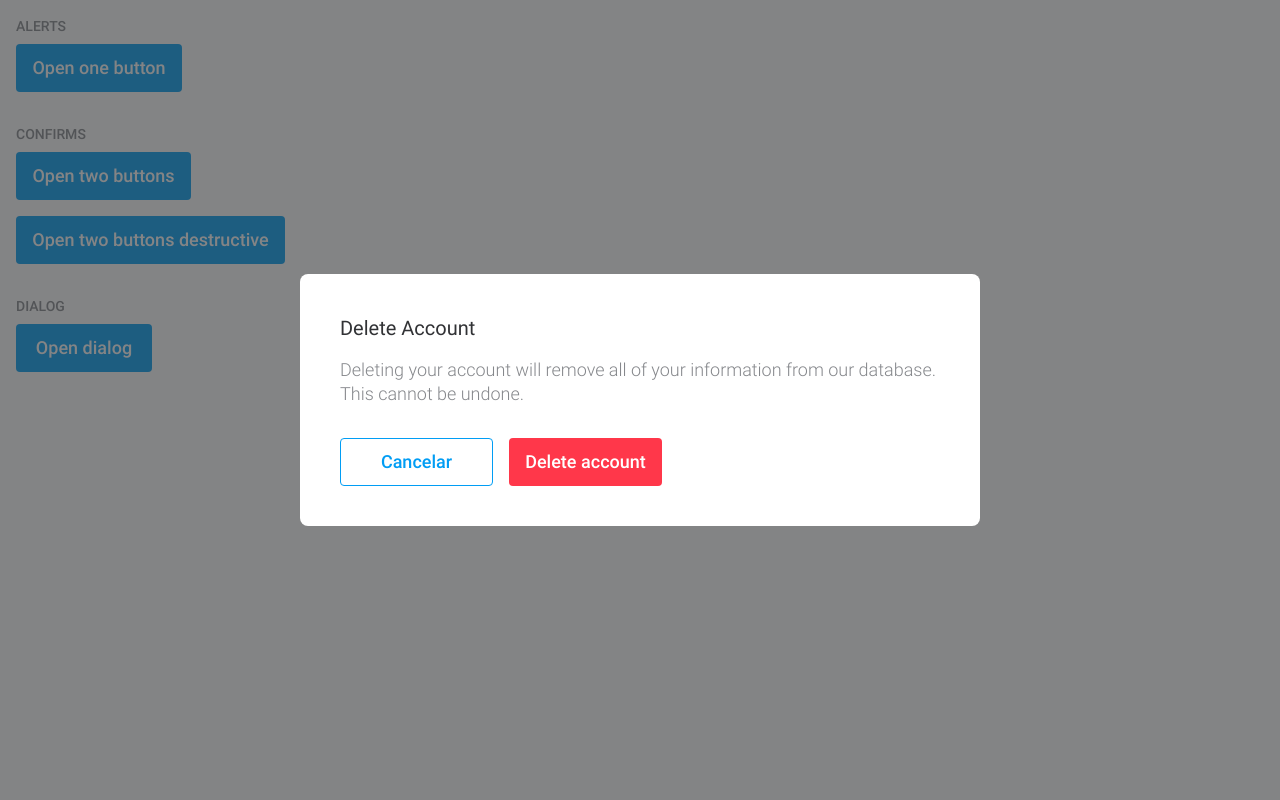 ALERTS
Open one button
CONFIRMS
Open two buttons
Open two buttons destructive
DIALOG
Open dialog
Delete Account
Deleting your account will remove all of your information from our database.
This cannot be undone.
Cancelar
Delete account